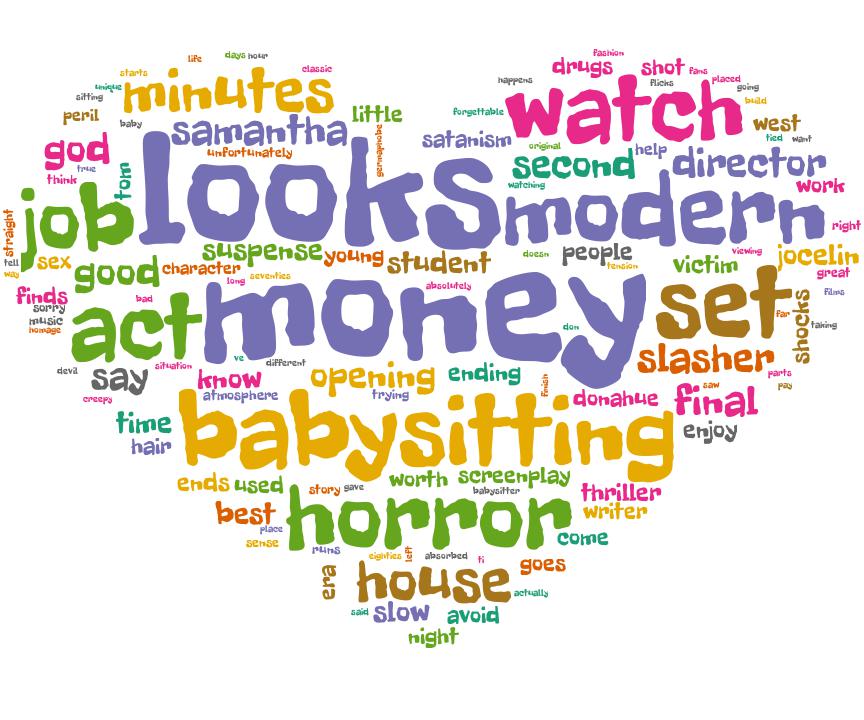 life days hour
fashion
starts classic
drugs shot fans
unique minutes
happens flicks placed
sitting
watch going
peril baby samantha little
forgettable build
west
god unfortunately germaphobe
satanism original help tied want
true
think tom
looks second director
watching
job modern work
straight
right
tell sex good character suspense young student
doesn people victim viewing jocelin
way
long seventies tension great
finds bad absolutely
sorry
money set films
music act far shocks taking
homage
don
ve different slasher
devil say situation know opening ending finish parts
creepy atmosphere trying donahue saw pay
final
time babysitting enjoy
hair
ends used story gave worth screenplay
babysitter thriller
best horror writer
place
sense runs come
eighties left absorbed ti goes
era house actually
said slow avoid
night